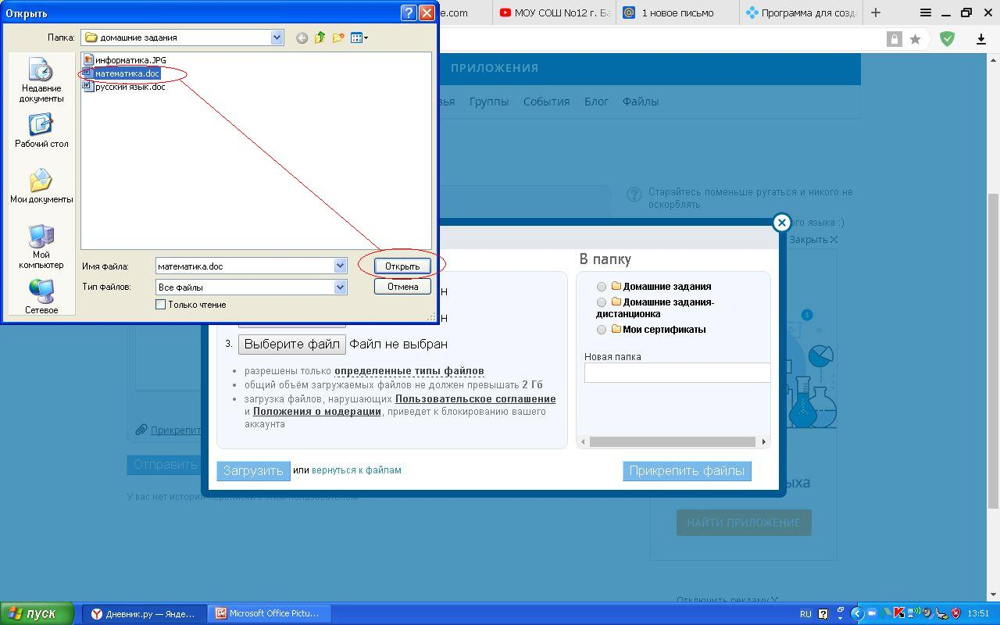 Открыть
e.com
МОУ СОШ No12 г. Ба
1 новое письмо
Программа для созда
Папка:
домашние задания
информатика.JPG
математика.doc
русский язык.doc
Недавние
документы
Рабочий стол
Мои документы
Мой
компьютер
Сетевое
Имя файла:
математика.doc
Открыть
Тип файлов:
Все файлы
Отмена
Только чтение
ПРИЛОЖЕНИЯ
ья
Группы
События
Блог
Файлы
Старайтесь поменьше ругаться и никого не
оскорблять.
ого языка :)
Закрыть
В папку
Домашние задания
Домашние задания-
дистанционка
Мои сертификаты
Новая папка
н
н
3. Выберите файл Файл не выбран
• разрешены только определенные типы файлов
• общий объём загружаемых файлов не должен превышать 2 Гб
• загрузка файлов, нарушающих Пользовательское соглашение
и Положения о модерации, приведет к блокированию вашего
аккаунта
Загрузить или вернуться к файлам
Прикрепить файлы
Прикрепит
Отправить
У вас нет истории переписки с этим пользователем
ыха
НАЙТИ ПРИЛОЖЕНИЕ
Отключить рекламу
пуск
Дневник.ру — Янде...
Microsoft Office Pictu...
RU
13:51